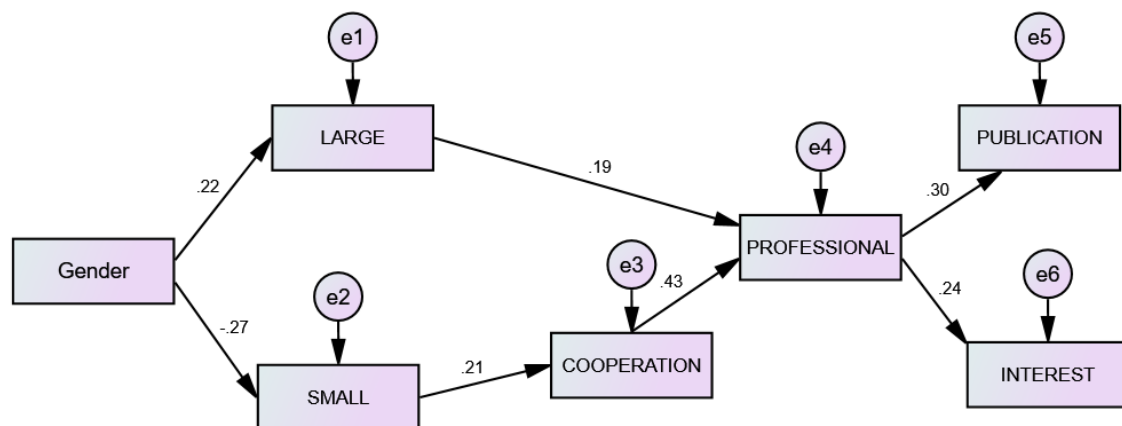 e1
e5
LARGE
PUBLICATION
e4
.22
.19
.30
PROFESSIONAL
Gender
e3
e6
e2
.43
.24
-.27
COOPERATION
.21
INTEREST
SMALL